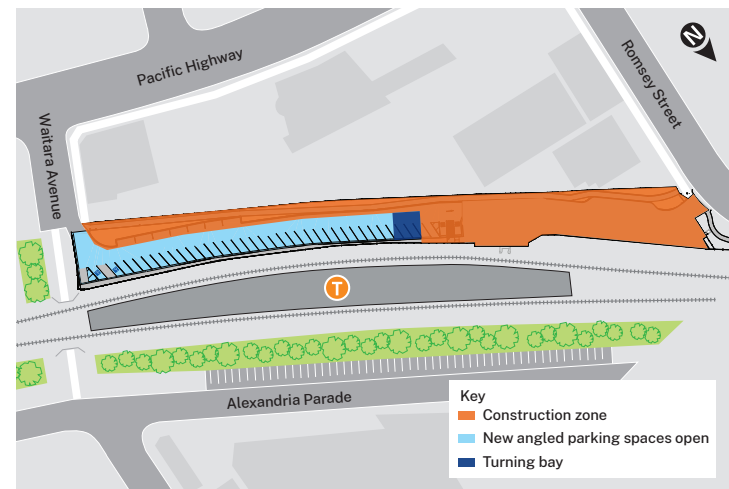 N
Pacific Highway
Romsey Street
Waitara Avenue
T
Alexandria Parade
Key
Construction zone
New angled parking spaces open
Turning bay